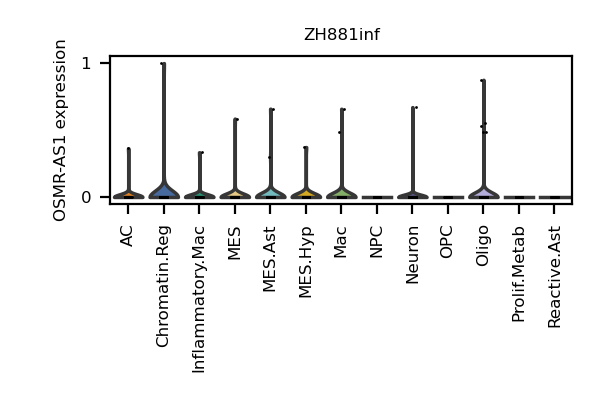 ZH881inf
OSMR-AS1 expression
1
0
AC
Chromatin.Reg
Inflammatory.Mac
MES
MES.Ast
MES.Hyp
Mac
NPC
Neuron
OPC
Oligo
Prolif.Metab
Reactive.Ast